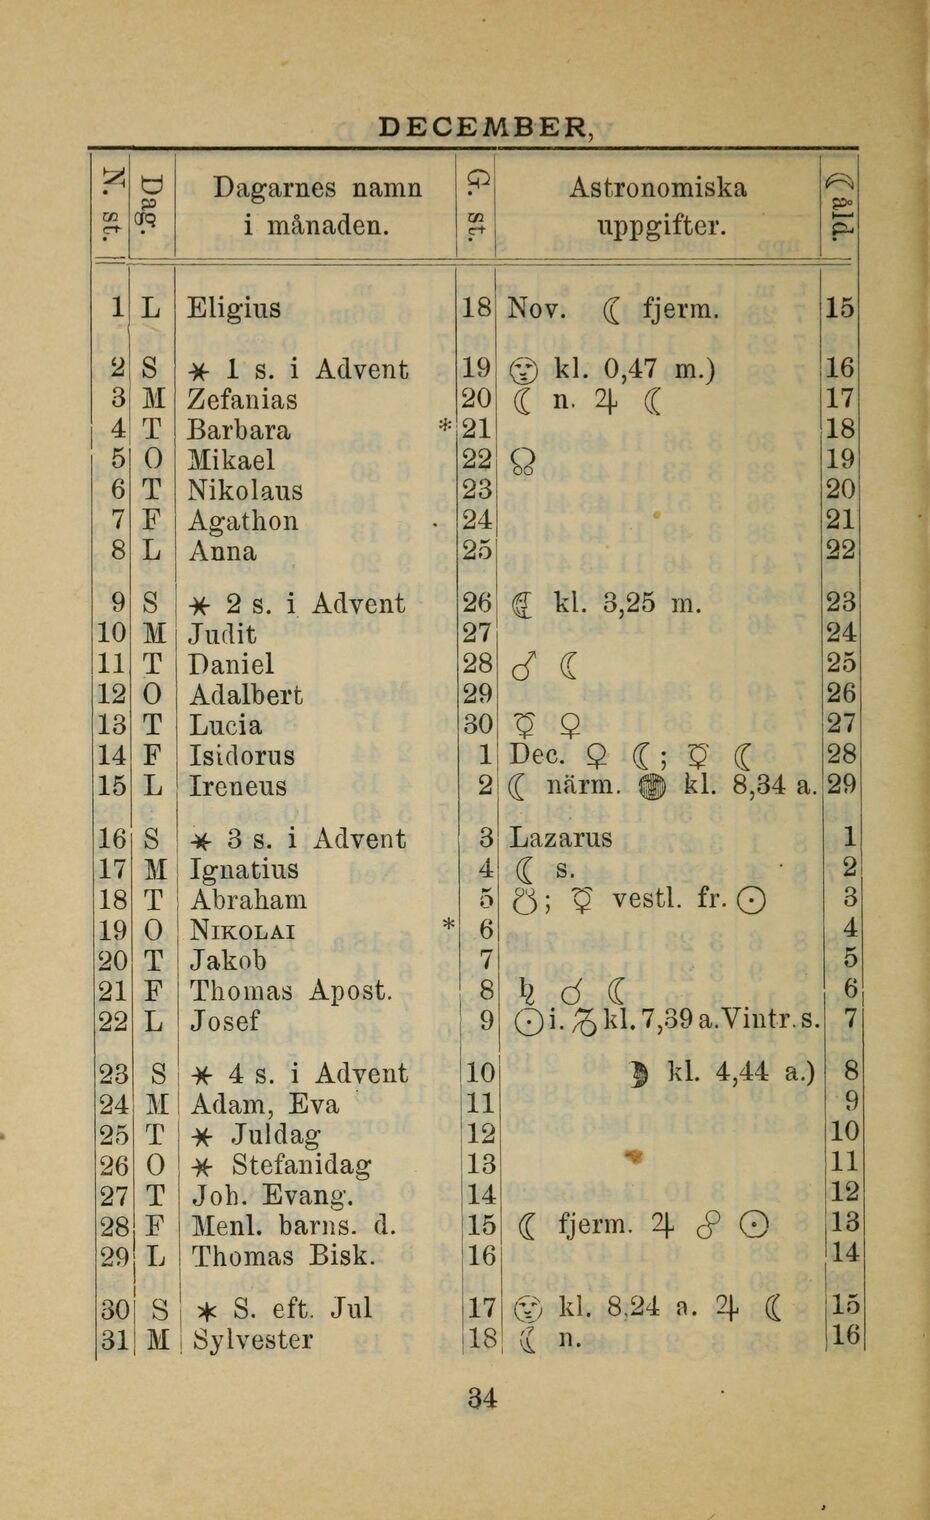 DECEMBER,
N. st. Dag. Dagarnes namn i månaden. G. st. Astronomiska uppgifter. ☾ ald.
1 L Eligius 18 Nov. ☾ fjerm. 15
2 S * 1 s. i Advent 19 🌝 kl. 0,47 m.) 16
3 M Zefanias 20 ☾ n. ♃ ☾ 17
4 T Barbara * 21 18
5 O Mikael 22 ☊ 19
6 T Nikolaus 23 20
7 F Agathon 24 21
8 L Anna 25 22
9 S * 2 s. i Advent 26 ☾ kl. 3,25 m. 23
10 M Judit 27 24
11 T Daniel 28 ♂ ☾ 25
12 O Adalbert 29 26
13 T Lucia 30 ☿ ♀ 27
14 F Isidorus 1 Dec. ♀ ☾; ☿ ☾ 28
15 L Ireneus 2 ☾ närm. 🌚 kl. 8,34 a. 29
16 S * 3 s. i Advent 3 Lazarus 1
17 M Ignatius 4 ☾ s. 2
18 T Abraham 5 ☋; ☿ vestl. fr. ☉ 3
19 O NIKOLAI * 6 4
20 T Jakob 7 5
21 F Thomas Apost. 8 ♄ ☌ ☾ 6
22 L Josef 9 ☉ i. ♑ kl. 7,39 a. Vintr. s. 7
23 S * 4 s. i Advent 10 ☽ kl. 4,44 a.) 8
24 M Adam, Eva 11 9
25 T * Juldag 12 10
26 O * Stefanidag 13 11
27 T Joh. Evang. 14 12
28 F Menl. barns. d. 15 ☾ fjerm. ♃ ☍ ☉ 13
29 L Thomas Bisk. 16 14
30 S * S. eft. Jul 17 🌝 kl. 8,24 a. ♃ ☾ 15
31 M Sylvester 18 ☾ n. 16
34